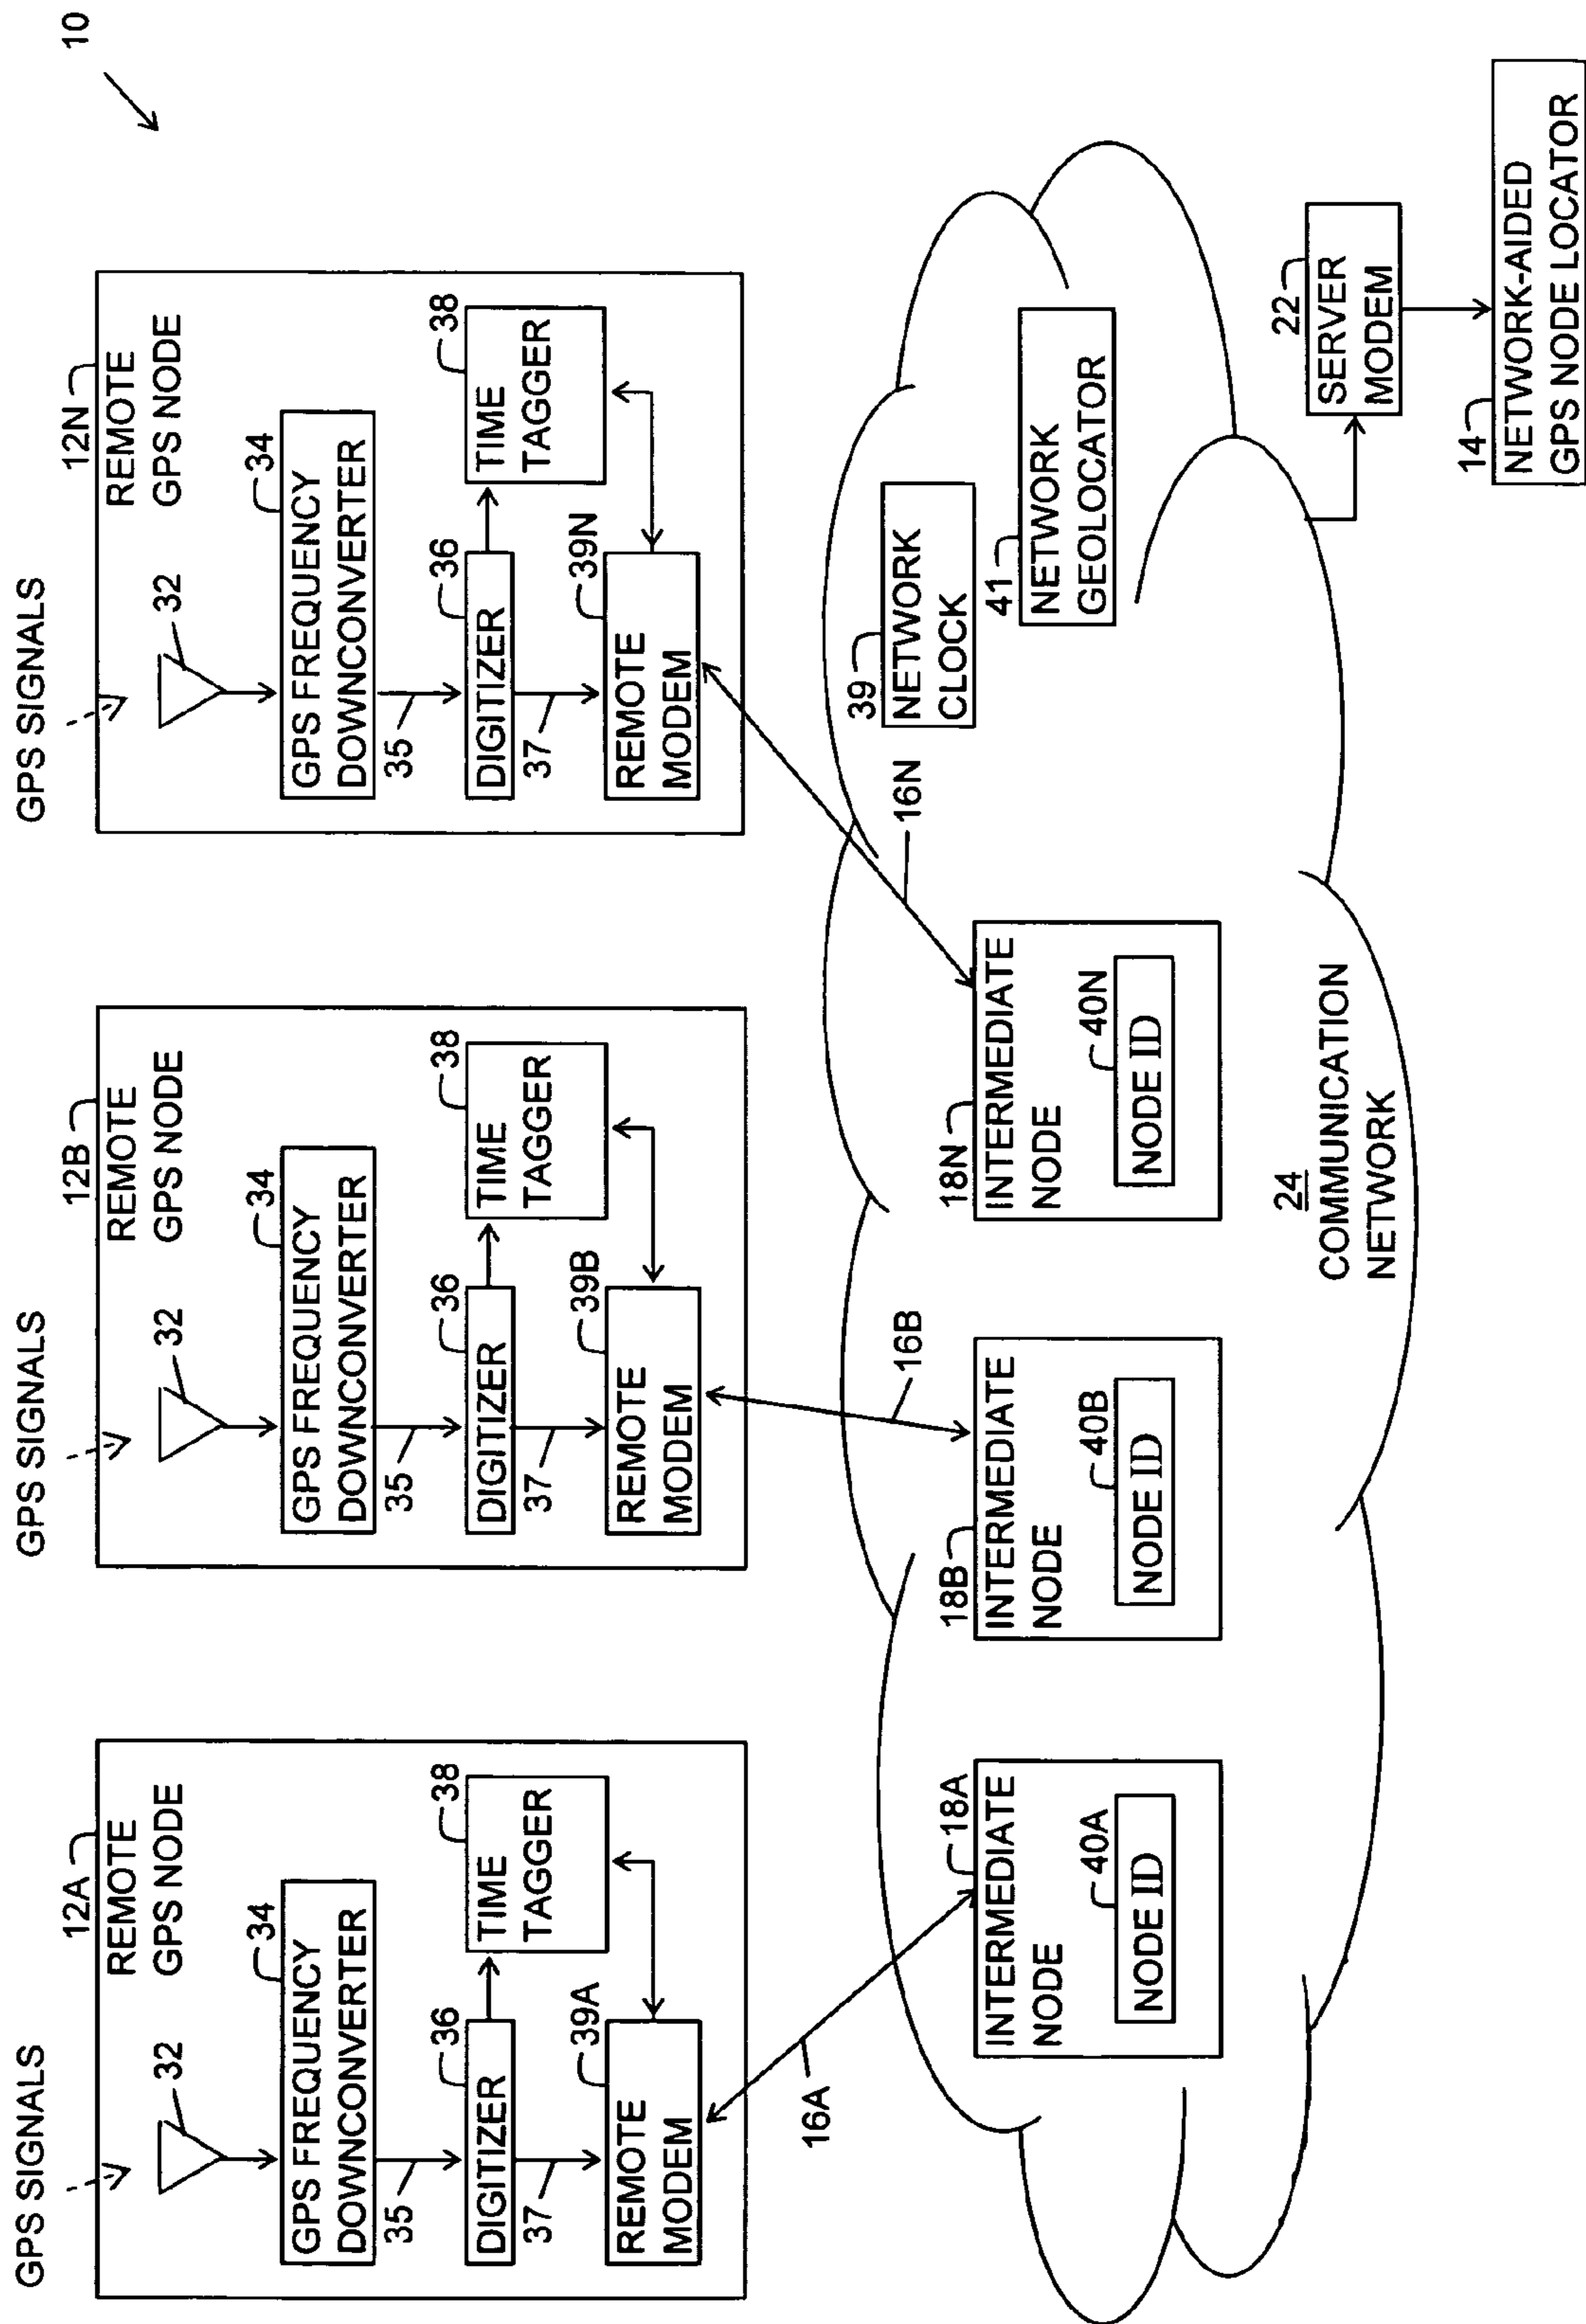 10
GPS SIGNALS
12A
REMOTE
GPS NODE
32
34
GPS FREQUENCY
DOWNCONVERTER
35
36
DIGITIZER
38
TIME
TAGGER
37
39A
REMOTE
MODEM
GPS SIGNALS
12B
REMOTE
GPS NODE
32
34
GPS FREQUENCY
DOWNCONVERTER
35
36
DIGITIZER
38
TIME
TAGGER
37
39B
REMOTE
MODEM
GPS SIGNALS
12N
REMOTE
GPS NODE
32
34
GPS FREQUENCY
DOWNCONVERTER
35
36
DIGITIZER
38
TIME
TAGGER
37
39N
REMOTE
MODEM
16A
16B
16N
18A
INTERMEDIATE
NODE
40A
NODE ID
18B
INTERMEDIATE
NODE
40B
NODE ID
18N
INTERMEDIATE
NODE
40N
NODE ID
39
NETWORK
CLOCK
41
NETWORK
GEOLOCATOR
24
COMMUNICATION
NETWORK
22
SERVER
MODEM
14
NETWORK-AIDED
GPS NODE LOCATOR